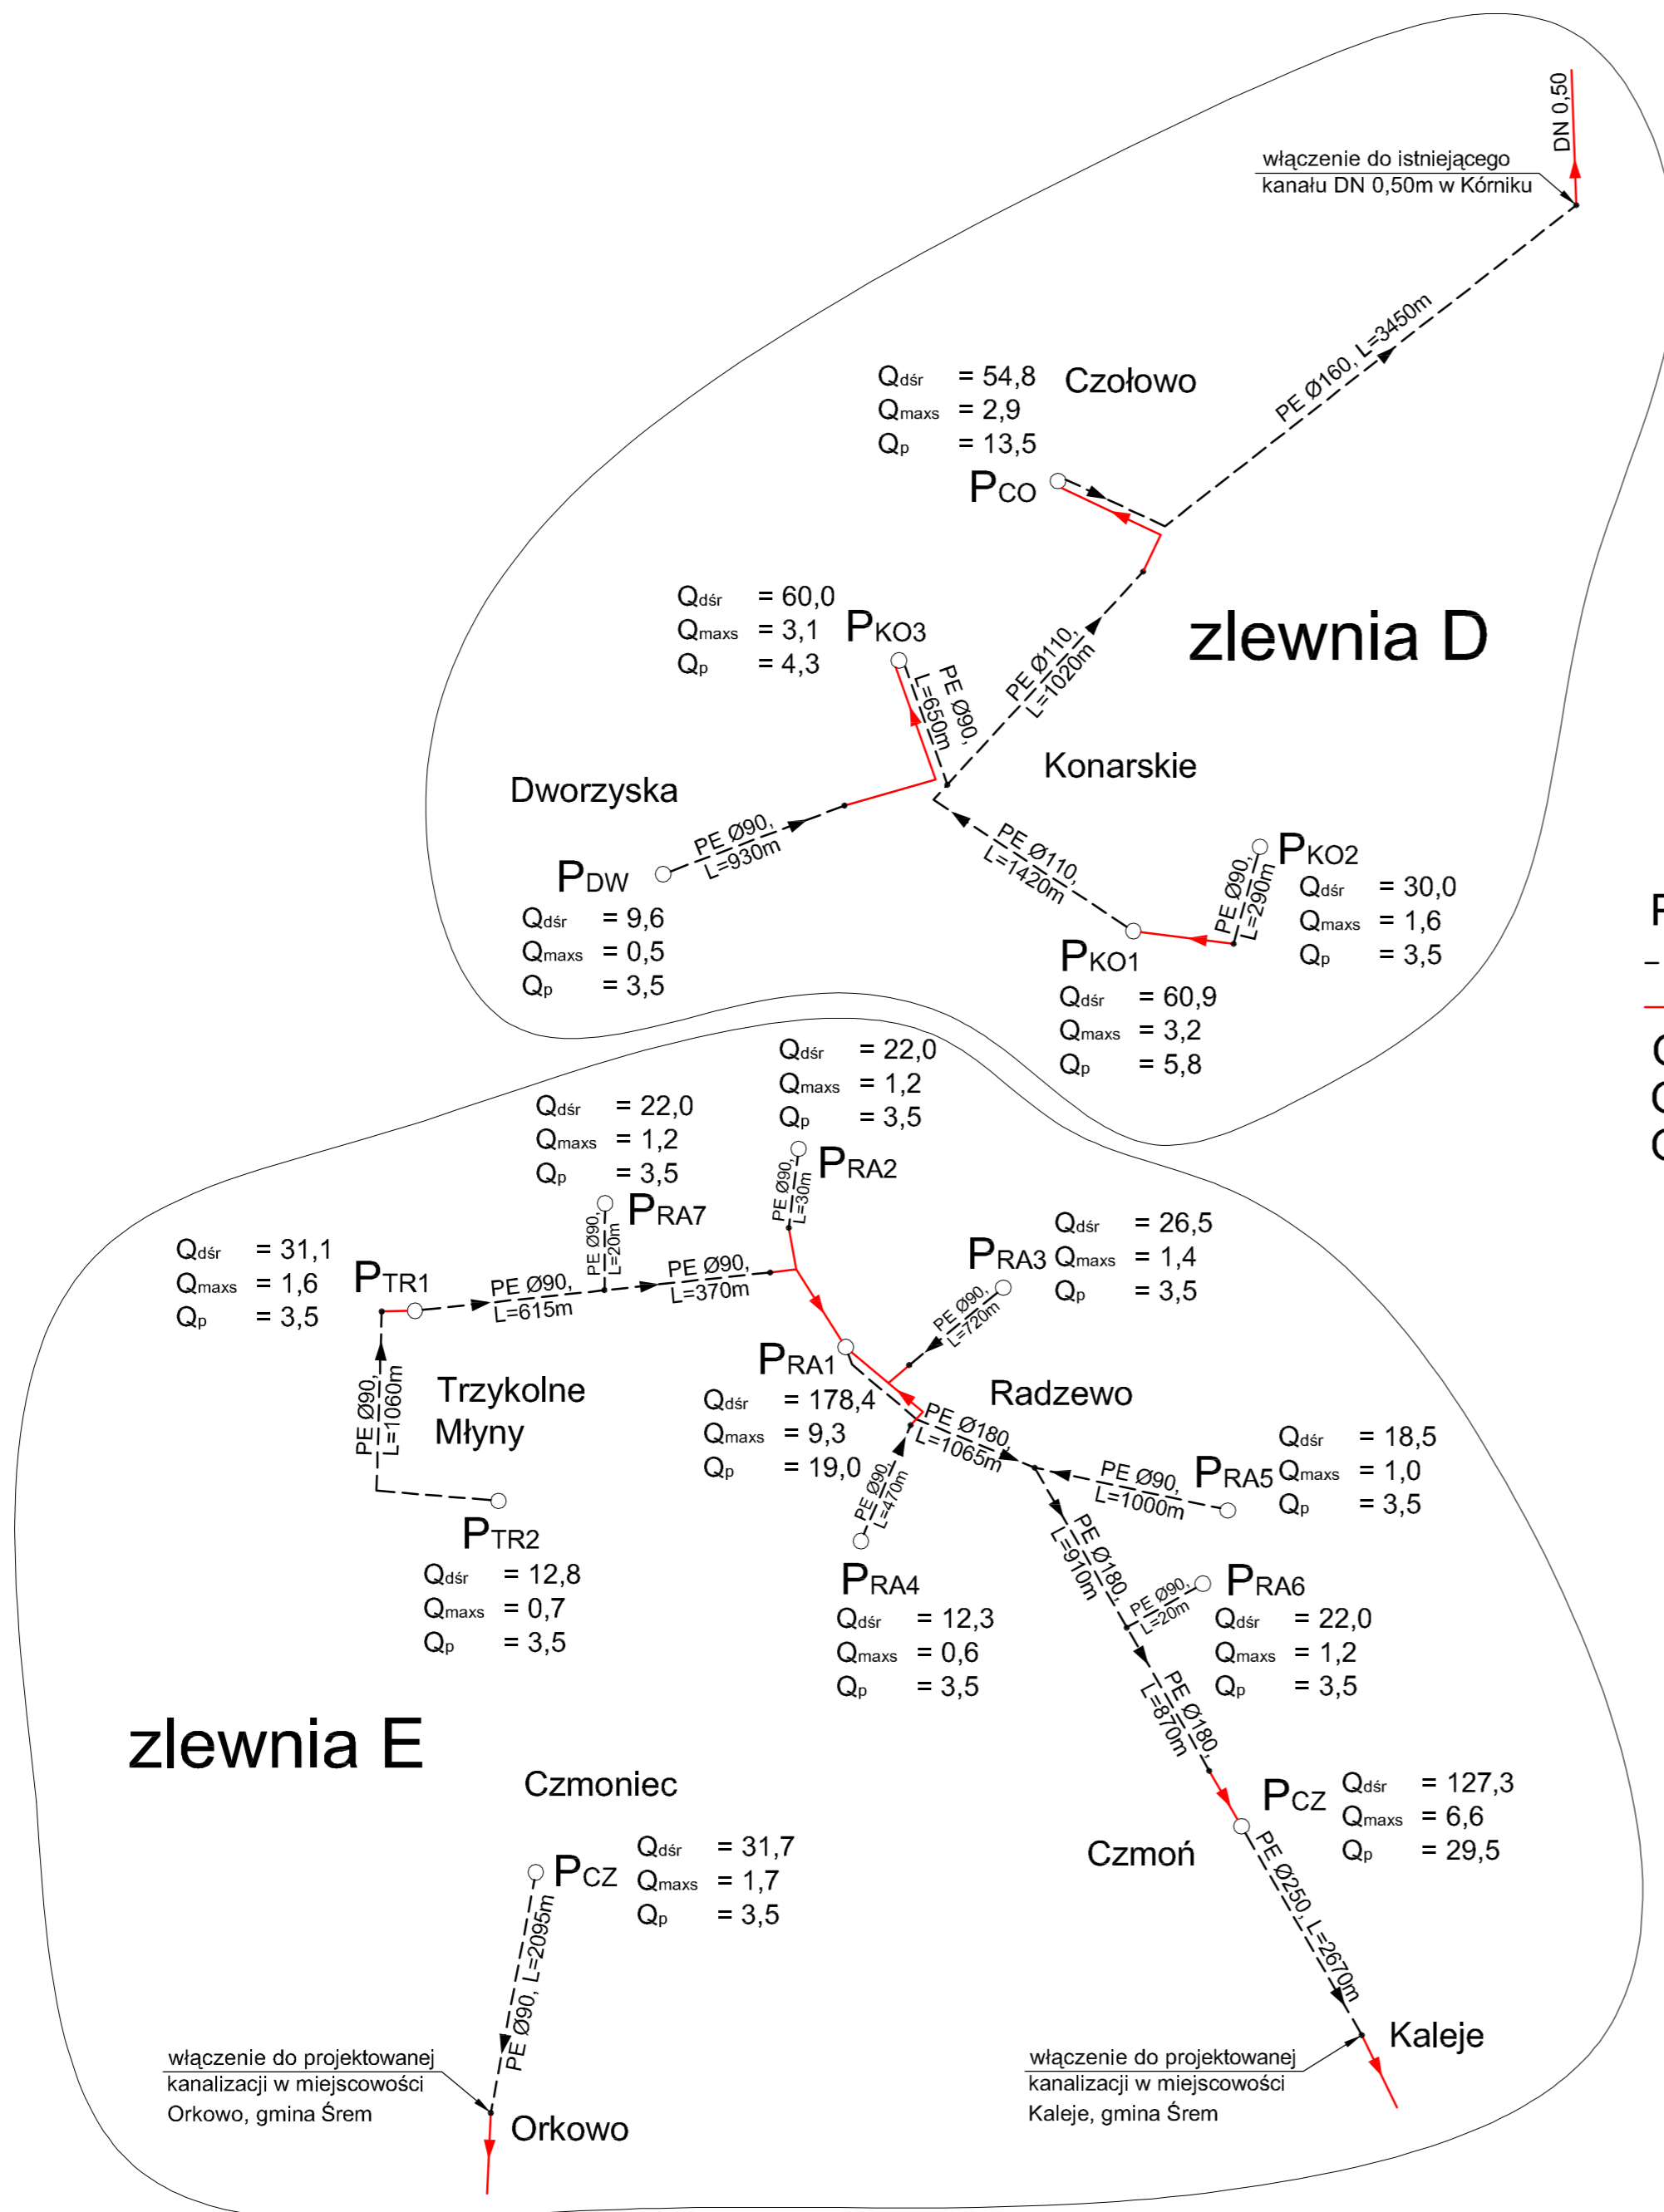 DN 0,50
włączenie do istniejącego
kanału DN 0,50m w Kórniku
PE Ø160, L=3450m
Qdśr = 54,8
Qmaxs = 2,9
Qp = 13,5
Czołowo
PCO
Qdśr = 60,0
Qmaxs = 3,1
Qp = 4,3
PKO3
zlewnia D
PE Ø110,
L=1020m
PE Ø90,
L=650m
Konarskie
Dworzyska
PE Ø90,
L=930m
PDW
Qdśr = 9,6
Qmaxs = 0,5
Qp = 3,5
PE Ø110,
L=1420m
PE Ø90,
L=290m
PKO2
Qdśr = 30,0
Qmaxs = 1,6
Qp = 3,5
PKO1
Qdśr = 60,9
Qmaxs = 3,2
Qp = 5,8
Qdśr = 22,0
Qmaxs = 1,2
Qp = 3,5
PRA2
PE Ø90,
L=30m
Qdśr = 22,0
Qmaxs = 1,2
Qp = 3,5
PRA7
PE Ø90,
L=20m
Qdśr = 31,1
Qmaxs = 1,6
Qp = 3,5
PTR1
PE Ø90,
L=615m
PE Ø90,
L=370m
PRA3
Qdśr = 26,5
Qmaxs = 1,4
Qp = 3,5
PE Ø90,
L=720m
PE Ø90,
L=1060m
Trzykolne
Młyny
PTR2
Qdśr = 12,8
Qmaxs = 0,7
Qp = 3,5
PRA1
Qdśr = 178,4
Qmaxs = 9,3
Qp = 19,0
Radzewo
PE Ø180,
L=1065m
PE Ø90,
L=1000m
PRA5
Qdśr = 18,5
Qmaxs = 1,0
Qp = 3,5
PE Ø90,
L=470m
PRA4
Qdśr = 12,3
Qmaxs = 0,6
Qp = 3,5
PE Ø180,
L=910m
PE Ø90,
L=20m
PRA6
Qdśr = 22,0
Qmaxs = 1,2
Qp = 3,5
PE Ø180,
L=870m
zlewnia E
PCZ
Qdśr = 127,3
Qmaxs = 6,6
Qp = 29,5
Czmoń
PE Ø250, L=2670m
Czmoniec
PCZ
Qdśr = 31,7
Qmaxs = 1,7
Qp = 3,5
PE Ø90, L=2095m
włączenie do projektowanej
kanalizacji w miejscowości
Orkowo, gmina Śrem
Orkowo
włączenie do projektowanej
kanalizacji w miejscowości
Kaleje, gmina Śrem
Kaleje